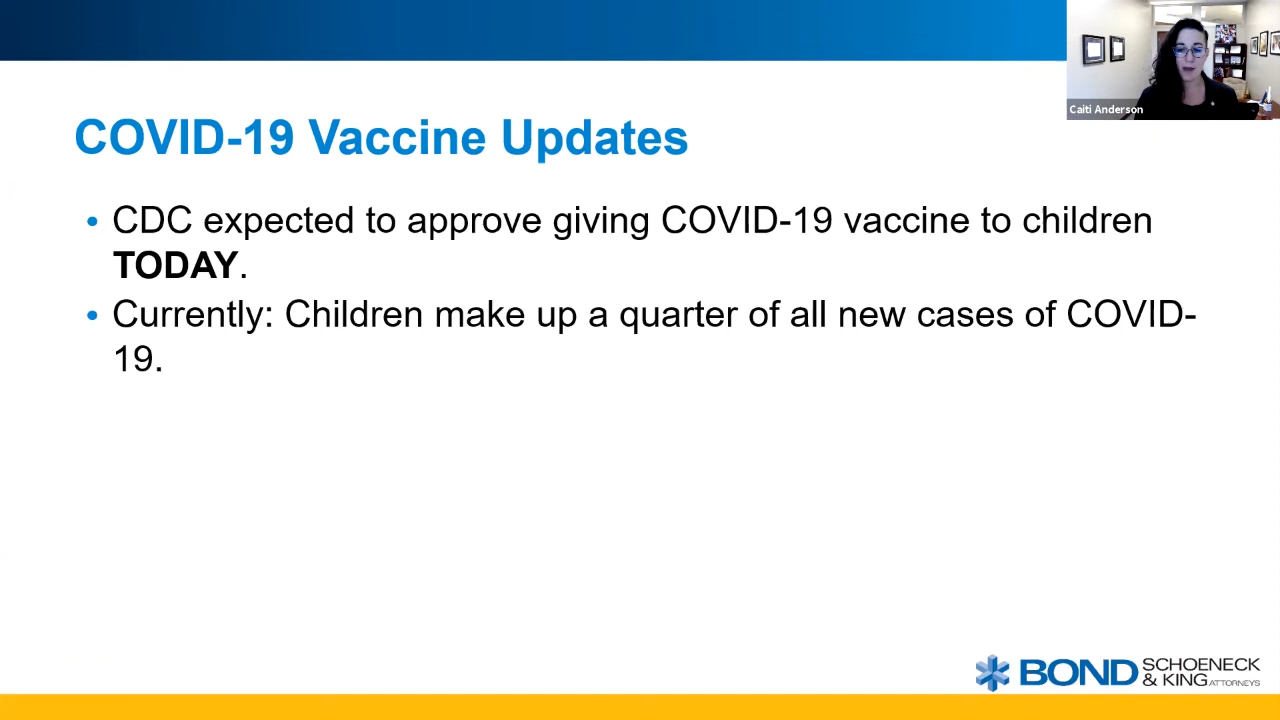 Caiti Anderson
COVID-19 Vaccine Updates
• CDC expected to approve giving COVID-19 vaccine to children
TODAY.
• Currently: Children make up a quarter of all new cases of COVID-
19.
BOND SCHOENECK
& KING ATTORNEYS